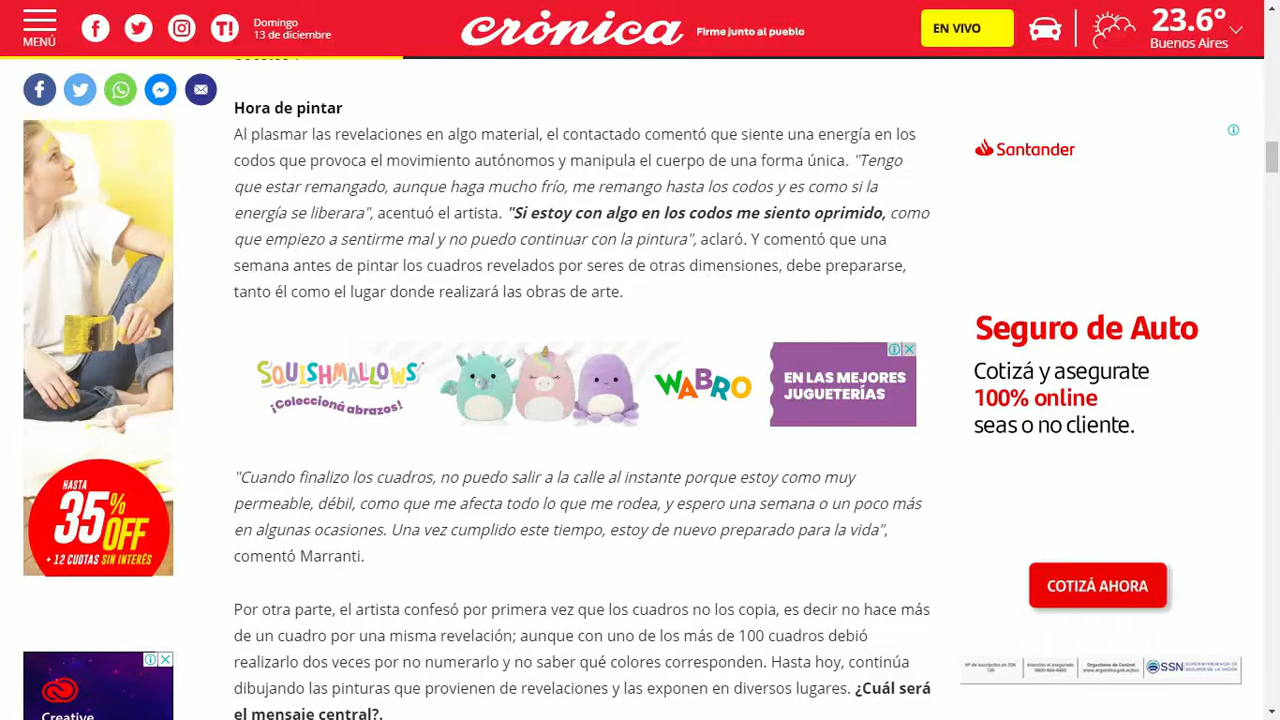 MENÚ
Domingo
13 de diciembre
crónica
Firme junto al pueblo
EN VIVO
23.6°
Buenos Aires
Hora de pintar
Al plasmar las revelaciones en algo material, el contactado comentó que siente una energía en los
codos que provoca el movimiento autónomos y manipula el cuerpo de una forma única. "Tengo
que estar remangado, aunque haga mucho frío, me remango hasta los codos y es como si la
energía se liberara", acentuó el artista. "Si estoy con algo en los codos me siento oprimido, como
que empiezo a sentirme mal y no puedo continuar con la pintura", aclaró. Y comentó que una
semana antes de pintar los cuadros revelados por seres de otras dimensiones, debe prepararse,
tanto él como el lugar donde realizará las obras de arte.
SQUISHMALLOWS
¡Coleccioná abrazos!
WABRO
EN LAS MEJORES
JUGUETERÍAS
"Cuando finalizo los cuadros, no puedo salir a la calle al instante porque estoy como muy
permeable, débil, como que me afecta todo lo que me rodea, y espero una semana o un poco más
en algunas ocasiones. Una vez cumplido este tiempo, estoy de nuevo preparado para la vida",
comentó Marranti.
Por otra parte, el artista confesó por primera vez que los cuadros no los copia, es decir no hace más
de un cuadro por una misma revelación; aunque con uno de los más de 100 cuadros debió
realizarlo dos veces por no numerarlo y no saber qué colores corresponden. Hasta hoy, continúa
dibujando las pinturas que provienen de revelaciones y las exponen en diversos lugares. ¿Cuál será
el mensaje central?.
HASTA
35% OFF
+ 12 CUOTAS SIN INTERÉS
Creative
Santander
Seguro de Auto
Cotizá y asegurate
100% online
seas o no cliente.
COTIZÁ AHORA
SSN